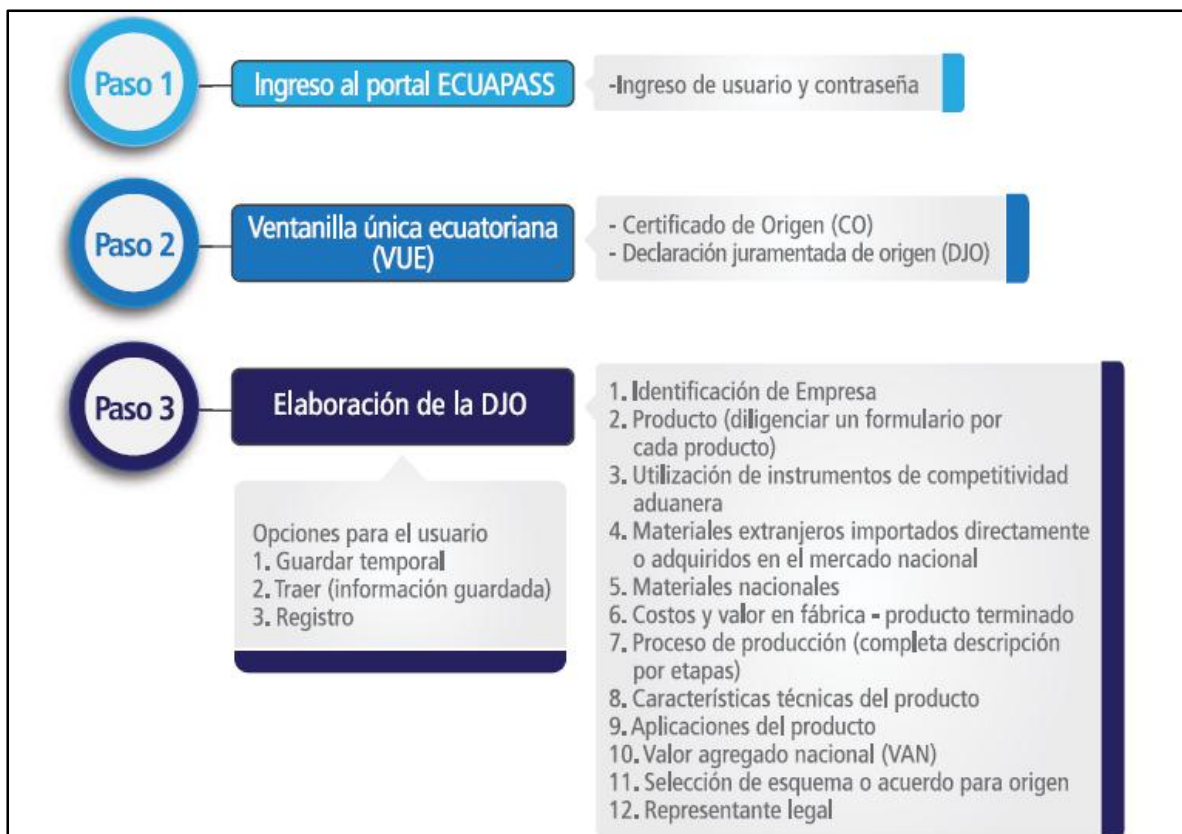 Paso 1
Ingreso al portal ECUAPASS
-Ingreso de usuario y contraseña
Paso 2
Ventanilla única ecuatoriana
(VUE)
- Certificado de Origen (CO)
- Declaración juramentada de origen (DJO)
Paso 3
Elaboración de la DJO
Opciones para el usuario
1. Guardar temporal
2. Traer (información guardada)
3. Registro
1. Identificación de Empresa
2. Producto (diligenciar un formulario por
cada producto)
3. Utilización de instrumentos de competitividad
aduanera
4. Materiales extranjeros importados directamente
o adquiridos en el mercado nacional
5. Materiales nacionales
6. Costos y valor en fábrica - producto terminado
7. Proceso de producción (completa descripción
por etapas)
8. Características técnicas del producto
9. Aplicaciones del producto
10. Valor agregado nacional (VAN)
11. Selección de esquema o acuerdo para origen
12. Representante legal